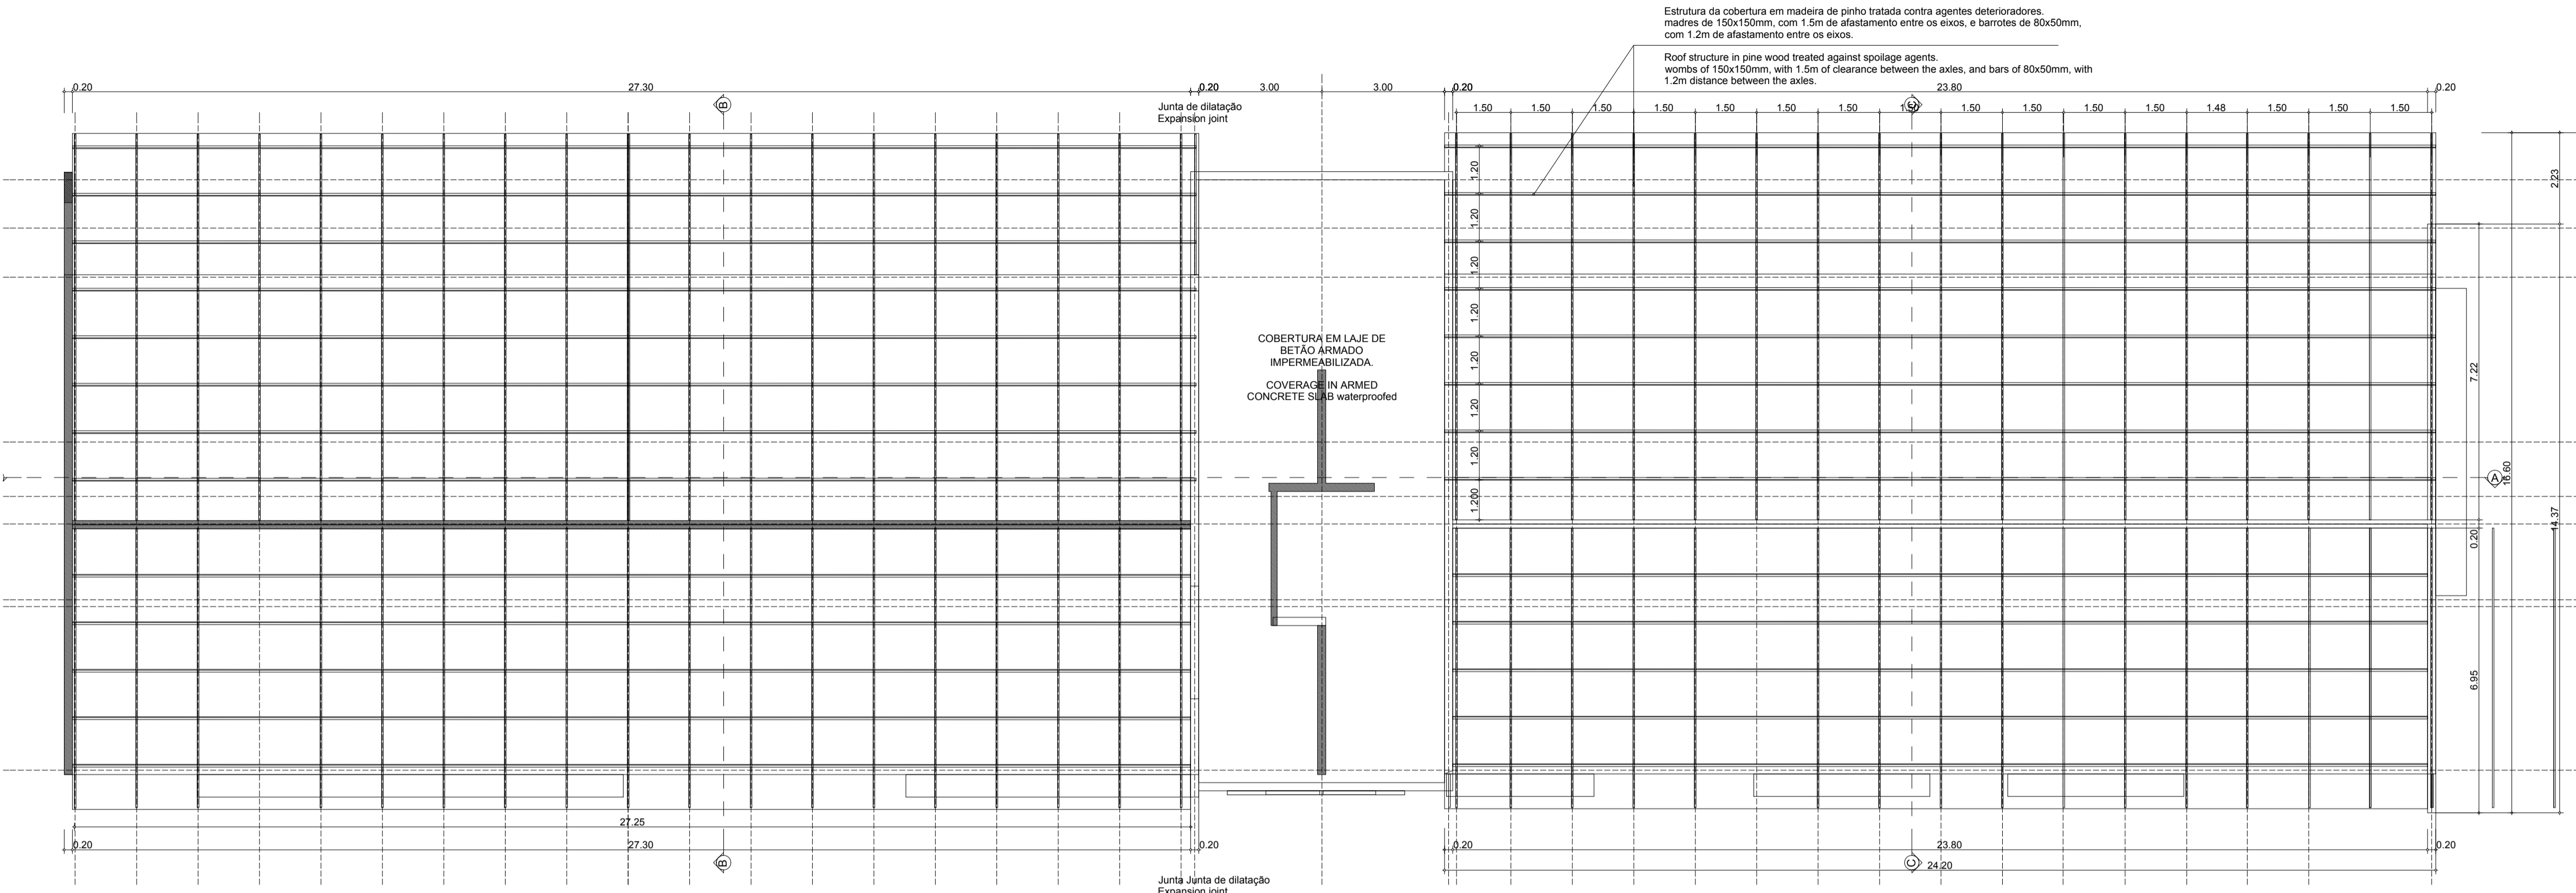 Estrutura da cobertura em madeira de pinho tratada contra agentes deterioradores.
madres de 150x150mm, com 1.5m de afastamento entre os eixos, e barrotes de 80x50mm,
com 1.2m de afastamento entre os eixos.
Roof structure in pine wood treated against spoilage agents.
wombs of 150x150mm, with 1.5m of clearance between the axles, and bars of 80x50mm, with
1.2m distance between the axles.
0.20 27.30 0.20 3.00 3.00 0.20 23.80 0.20
B
C
Junta de dilatação
Expansion joint
1.50 1.50 1.50 1.50 1.50 1.50 1.50 1.50 1.50 1.50 1.50 1.50 1.48 1.50 1.50 1.50
1.20
1.20
1.20
1.20
1.20
1.20
1.20
1.200
2.23
7.22
16.60
14.37
0.20
6.95
COBERTURA EM LAJE DE
BETÃO ARMADO
IMPERMEABILIZADA.
COVERAGE IN ARMED
CONCRETE SLAB waterproofed
A
27.25
0.20 27.30 0.20 0.20 23.80 0.20
B
C
24.20
Junta Junta de dilatação
Expansion joint